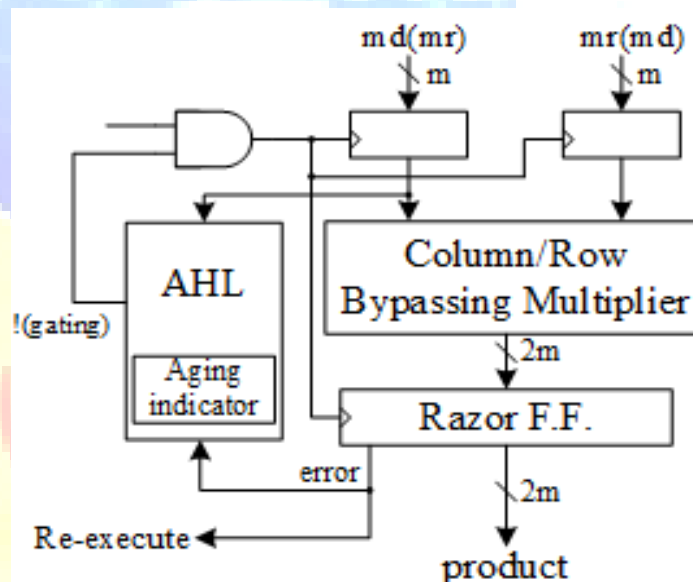 md(mr)
mr(md)
m
m
AHL
Column/Row
Bypassing Multiplier
!(gating)
2m
Aging
indicator
Razor F.F.
error
2m
Re-execute
product